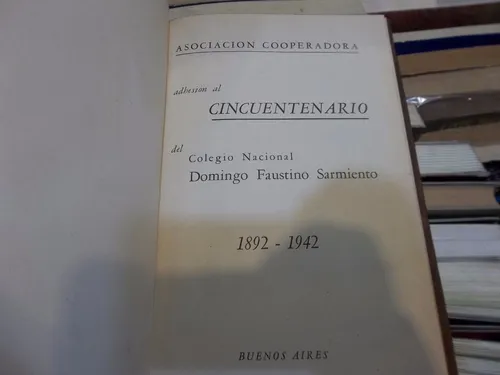 ASOCIACION COOPERADORA
adhesion al
CINCUENTENARIO
del
Colegio Nacional
Domingo Faustino Sarmiento
1892 - 1942
BUENOS AIRES